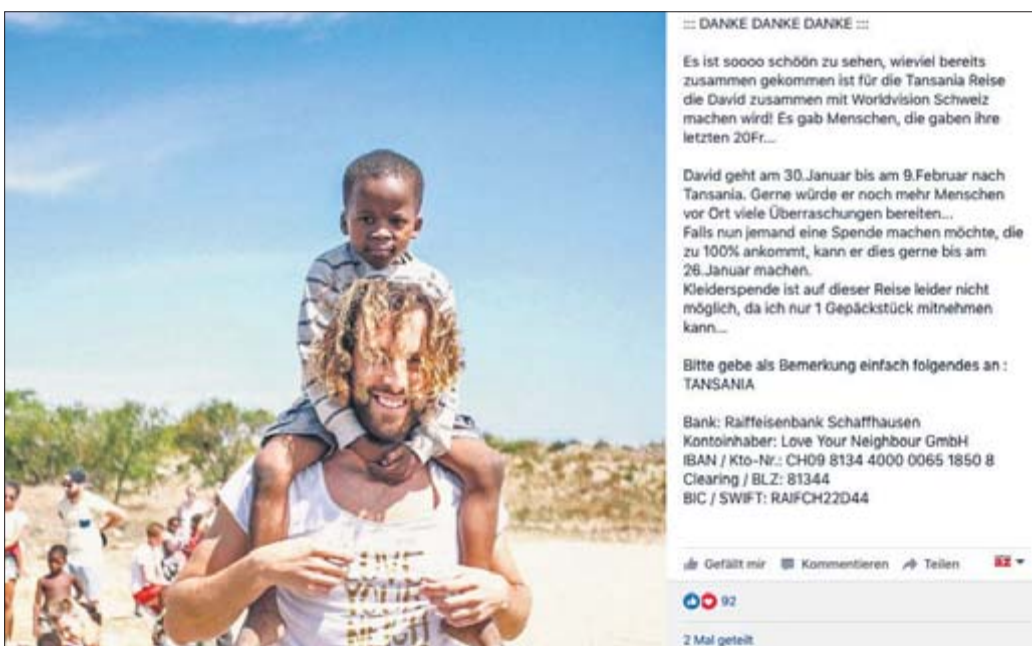 ::: DANKE DANKE DANKE :::
Es ist soooo schöön zu sehen, wieviel bereits
zusammen gekommen ist für die Tansania Reise
die David zusammen mit Worldvision Schweiz
machen wird! Es gab Menschen, die gaben ihre
letzten 20Fr...
David geht am 30.Januar bis am 9.Februar nach
Tansania. Gerne würde er noch mehr Menschen
vor Ort viele Überraschungen bereiten...
Falls nun jemand eine Spende machen möchte, die
zu 100% ankommt, kann er dies gerne bis am
26.Januar machen.
Kleiderspende ist auf dieser Reise leider nicht
möglich, da ich nur 1 Gepäckstück mitnehmen
kann...
Bitte gebe als Bemerkung einfach folgendes an :
TANSANIA
Bank: Raiffeisenbank Schaffhausen
Kontoinhaber: Love Your Neighbour GmbH
IBAN / Kto-Nr.: CH09 8134 4000 0065 1850 8
Clearing / BLZ: 81344
BIC / SWIFT: RAIFCH22D44
Gefällt mir Kommentieren Teilen az
92
2 Mal geteilt
LOVE
YOUR
NEIGH